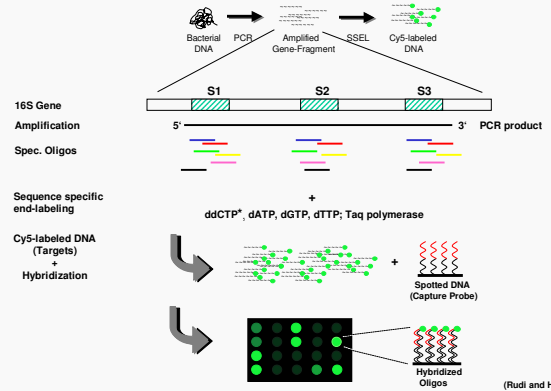 Bacterial
DNA
PCR
Amplified
Gene-Fragment
SSEL
Cy5-labeled
DNA
S1
S2
S3
16S Gene
Amplification
5'
3'
PCR product
Spec. Oligos
Sequence specific
end-labeling
+
ddCTP*, dATP, dGTP, dTTP; Taq polymerase
Cy5-labeled DNA
(Targets)
+
Hybridization
+
Spotted DNA
(Capture Probe)
Hybridized
Oligos
(Rudi and H